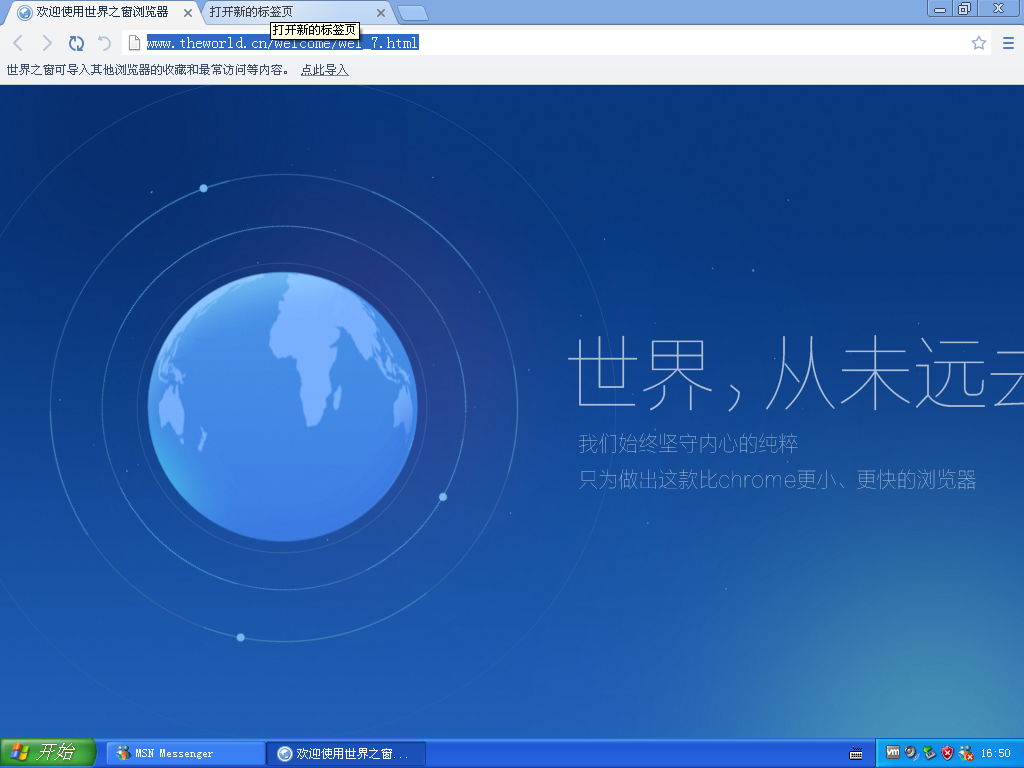 欢迎使用世界之窗浏览器
打开新的标签页
打开新的标签页
www.theworld.cn/welcome/wel_7.html
世界之窗可导入其他浏览器的收藏和最常访问等内容。 点此导入
世界，从未远去
我们始终坚守内心的纯粹
只为做出这款比chrome更小、更快的浏览器
开始
MSN Messenger
欢迎使用世界之窗...
vm
16:50